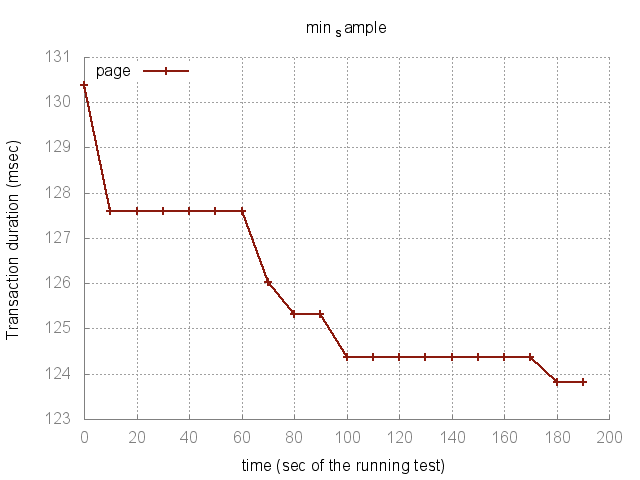 min s ample
131
page
130
129
128
127
126
125
124
123
Transaction duration (msec)
0 20 40 60 80 100 120 140 160 180 200
time (sec of the running test)